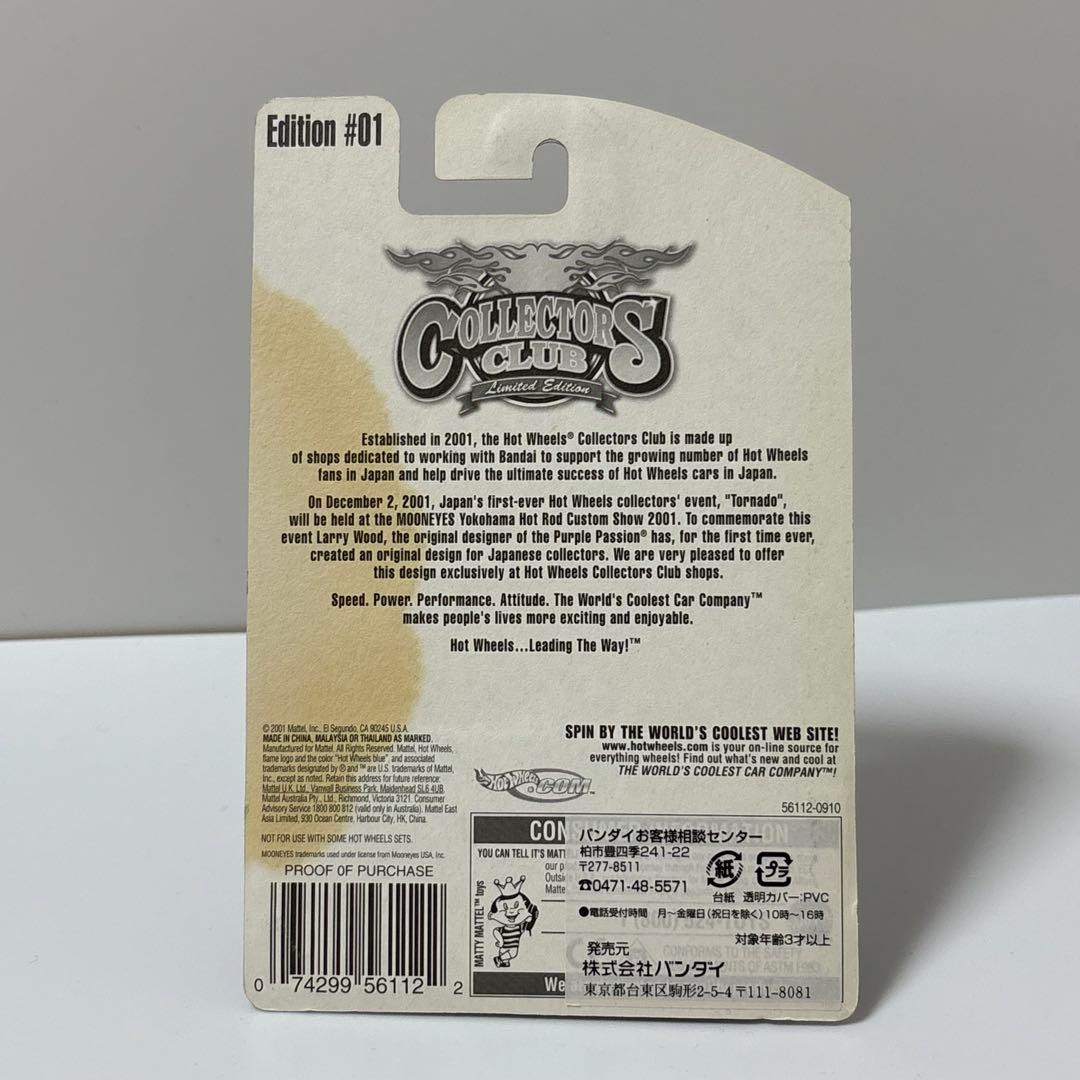 Edition #01
COLLECTORS
CLUB
Limited Edition
Established in 2001, the Hot Wheels® Collectors Club is made up
of shops dedicated to working with Bandai to support the growing number of Hot Wheels
fans in Japan and help drive the ultimate success of Hot Wheels cars in Japan.
On December 2, 2001, Japan's first-ever Hot Wheels collectors' event, "Tornado",
will be held at the MOONEYES Yokohama Hot Rod Custom Show 2001. To commemorate this
event Larry Wood, the original designer of the Purple Passion® has, for the first time ever,
created an original design for Japanese collectors. We are very pleased to offer
this design exclusively at Hot Wheels Collectors Club shops.
Speed. Power. Performance. Attitude. The World's Coolest Car Company™
makes people's lives more exciting and enjoyable.
Hot Wheels...Leading The Way!™
© 2001 Mattel, Inc., El Segundo, CA 90245 U.S.A.
MADE IN CHINA, MALAYSIA OR THAILAND AS MARKED.
Manufactured for Mattel. All Rights Reserved. Mattel, Hot Wheels,
flame logo and the color "Hot Wheels blue", and associated
trademarks designated by ® and ™ are U.S. trademarks of Mattel,
Inc., except as noted. Retain this address for future reference:
Mattel U.K. Ltd., Vanwall Business Park, Maidenhead SL6 4UB.
Mattel Australia Pty., Ltd., Richmond, Victoria 3121. Consumer
Advisory Service 1800 800 812 (valid only in Australia). Mattel East
Asia Limited, 930 Ocean Centre, Harbour City, HK, China.
NOT FOR USE WITH SOME HOT WHEELS SETS.
MOONEYES trademarks used under license from Mooneyes USA, Inc.
PROOF OF PURCHASE
0 74299 56112 2
SPIN BY THE WORLD'S COOLEST WEB SITE!
www.hotwheels.com is your on-line source for
everything wheels! Find out what's new and cool at
THE WORLD'S COOLEST CAR COMPANY™!
Hot Wheels.COM™
56112-0910
CONSUMER INFORMATION
YOU CAN TELL IT'S MATT
our p
Outsi
Matte
MATTY MATTEL™ toys
We
バンダイお客様相談センター
柏市豊四季241-22
〒277-8511
☎0471-48-5571
紙 プラ
台紙 透明カバー:PVC
●電話受付時間 月〜金曜日(祝日を除く)10時〜16時
対象年齢3才以上
CONFORMS TO THE SAFETY
発売元
株式会社バンダイ
東京都台東区駒形2-5-4 〒111-8081